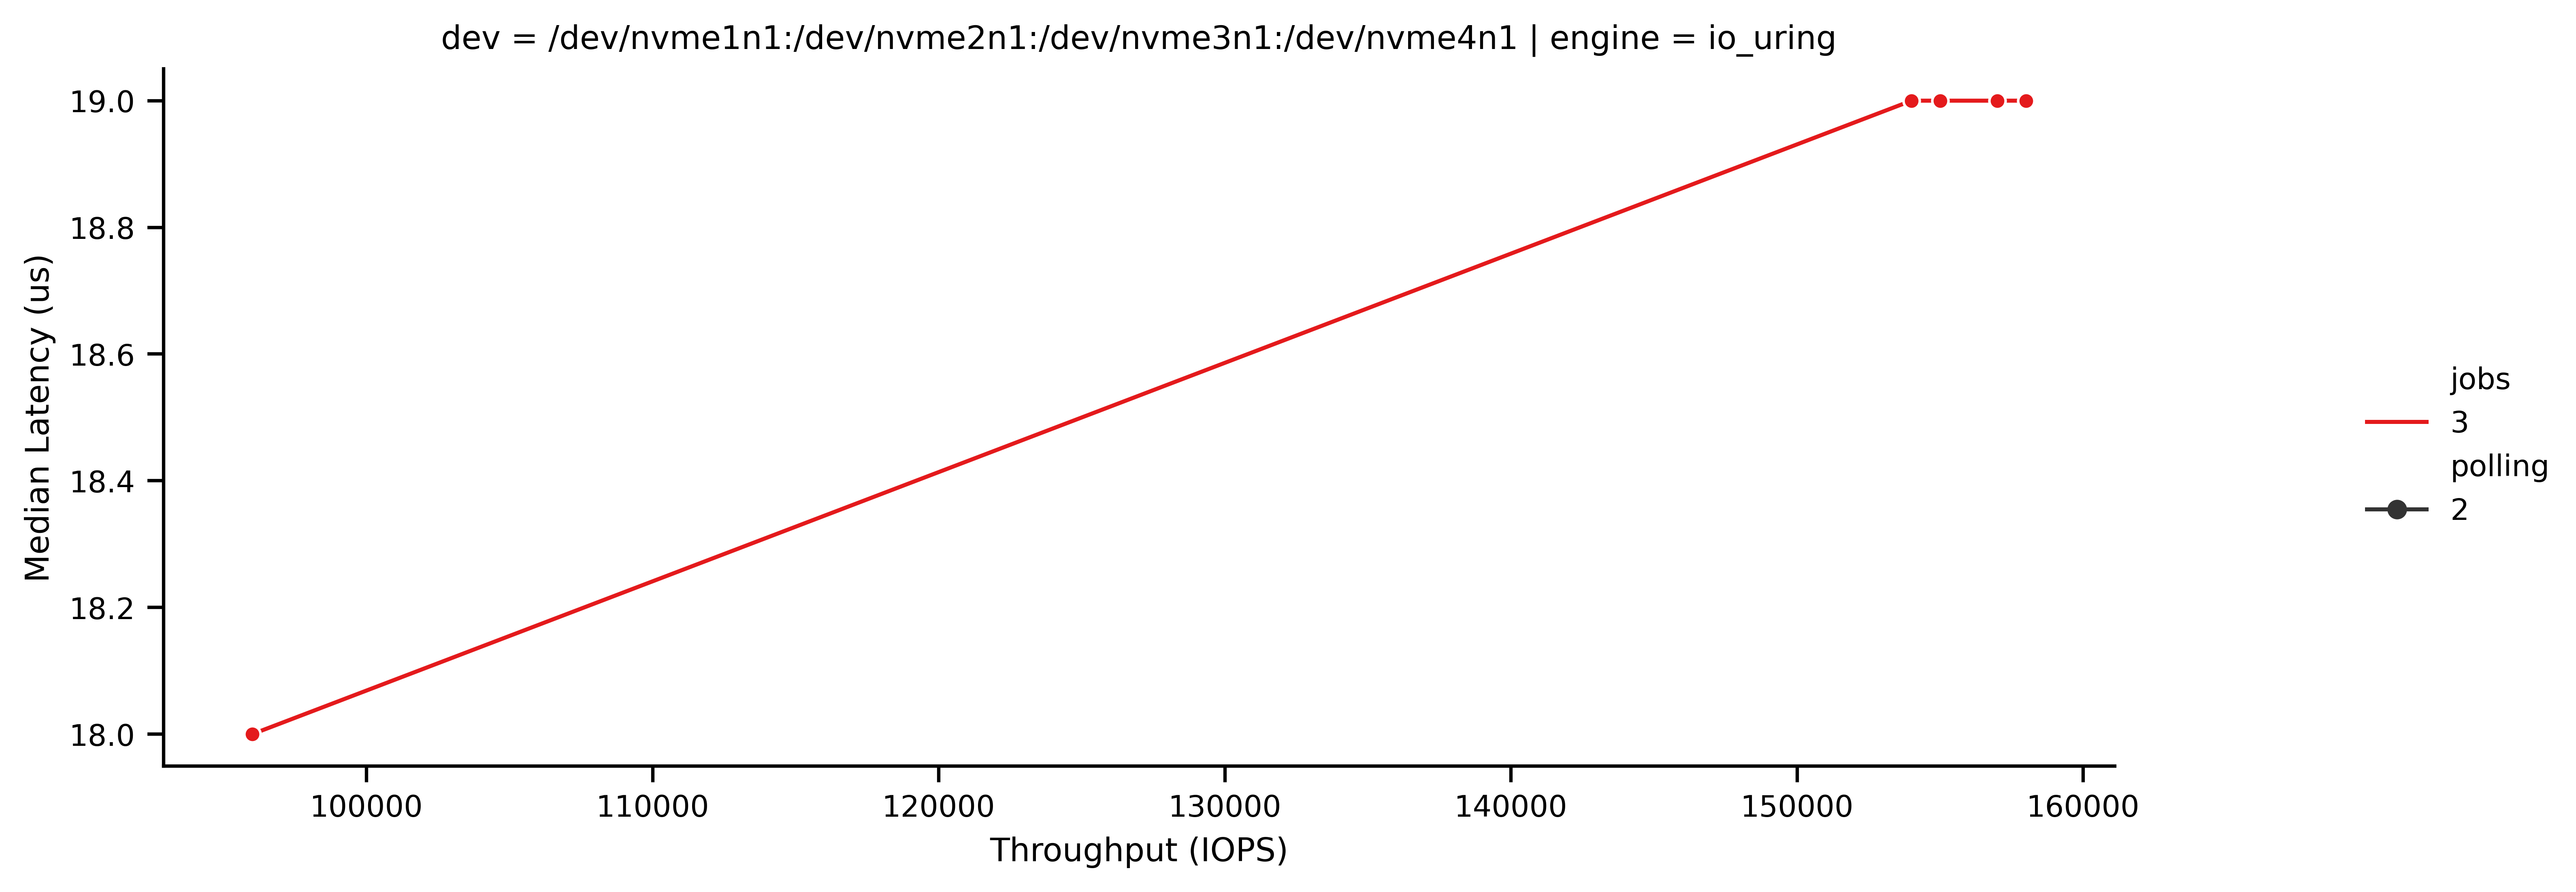 dev = /dev/nvme1n1:/dev/nvme2n1:/dev/nvme3n1:/dev/nvme4n1 | engine = io_uring
Median Latency (us)
19.0
18.8
18.6
18.4
18.2
18.0
100000 110000 120000 130000 140000 150000 160000
Throughput (IOPS)
jobs
3
polling
2